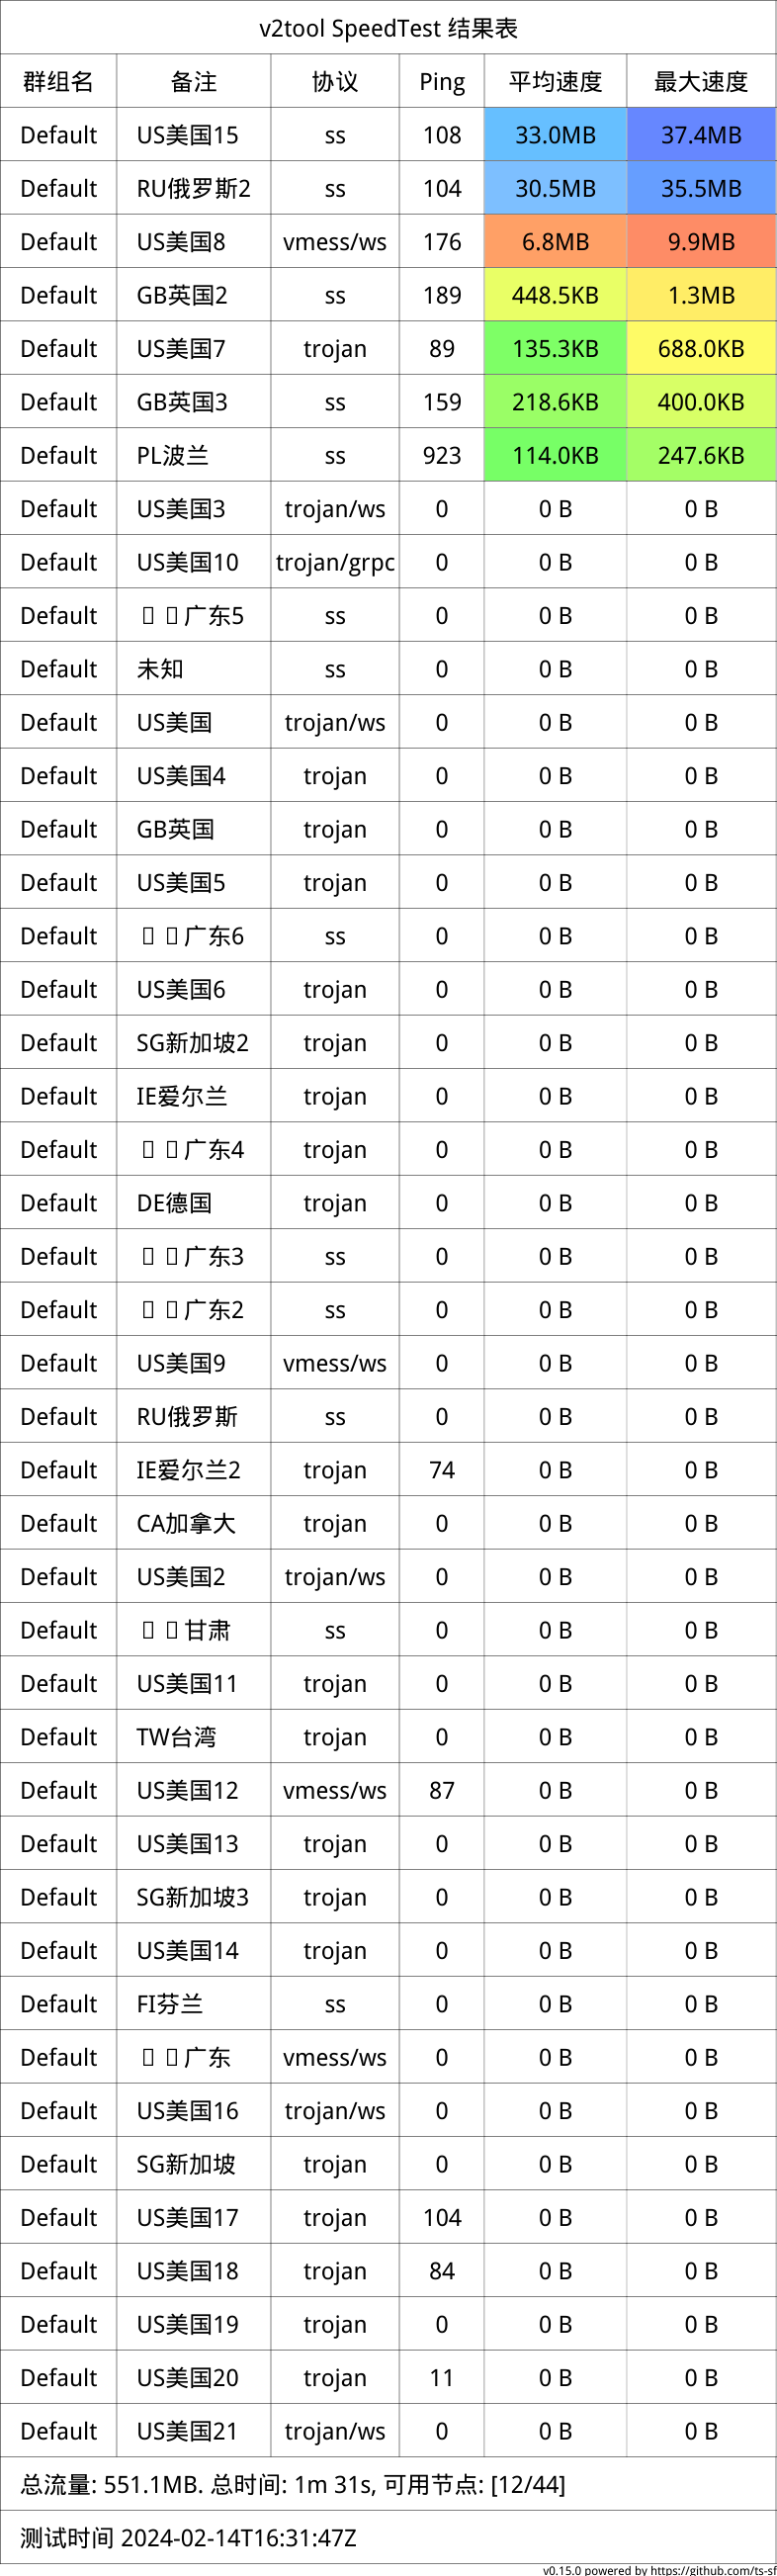 v2tool SpeedTest 结果表
群组名 备注 协议 Ping 平均速度 最大速度
Default US美国15 ss 108 33.0MB 37.4MB
Default RU俄罗斯2 ss 104 30.5MB 35.5MB
Default US美国8 vmess/ws 176 6.8MB 9.9MB
Default GB英国2 ss 189 448.5KB 1.3MB
Default US美国7 trojan 89 135.3KB 688.0KB
Default GB英国3 ss 159 218.6KB 400.0KB
Default PL波兰 ss 923 114.0KB 247.6KB
Default US美国3 trojan/ws 0 0 B 0 B
Default US美国10 trojan/grpc 0 0 B 0 B
Default 广东5 ss 0 0 B 0 B
Default 未知 ss 0 0 B 0 B
Default US美国 trojan/ws 0 0 B 0 B
Default US美国4 trojan 0 0 B 0 B
Default GB英国 trojan 0 0 B 0 B
Default US美国5 trojan 0 0 B 0 B
Default 广东6 ss 0 0 B 0 B
Default US美国6 trojan 0 0 B 0 B
Default SG新加坡2 trojan 0 0 B 0 B
Default IE爱尔兰 trojan 0 0 B 0 B
Default 广东4 trojan 0 0 B 0 B
Default DE德国 trojan 0 0 B 0 B
Default 广东3 ss 0 0 B 0 B
Default 广东2 ss 0 0 B 0 B
Default US美国9 vmess/ws 0 0 B 0 B
Default RU俄罗斯 ss 0 0 B 0 B
Default IE爱尔兰2 trojan 74 0 B 0 B
Default CA加拿大 trojan 0 0 B 0 B
Default US美国2 trojan/ws 0 0 B 0 B
Default 甘肃 ss 0 0 B 0 B
Default US美国11 trojan 0 0 B 0 B
Default TW台湾 trojan 0 0 B 0 B
Default US美国12 vmess/ws 87 0 B 0 B
Default US美国13 trojan 0 0 B 0 B
Default SG新加坡3 trojan 0 0 B 0 B
Default US美国14 trojan 0 0 B 0 B
Default FI芬兰 ss 0 0 B 0 B
Default 广东 vmess/ws 0 0 B 0 B
Default US美国16 trojan/ws 0 0 B 0 B
Default SG新加坡 trojan 0 0 B 0 B
Default US美国17 trojan 104 0 B 0 B
Default US美国18 trojan 84 0 B 0 B
Default US美国19 trojan 0 0 B 0 B
Default US美国20 trojan 11 0 B 0 B
Default US美国21 trojan/ws 0 0 B 0 B
总流量: 551.1MB. 总时间: 1m 31s, 可用节点: [12/44]
测试时间 2024-02-14T16:31:47Z
v0.15.0 powered by https://github.com/ts-sf